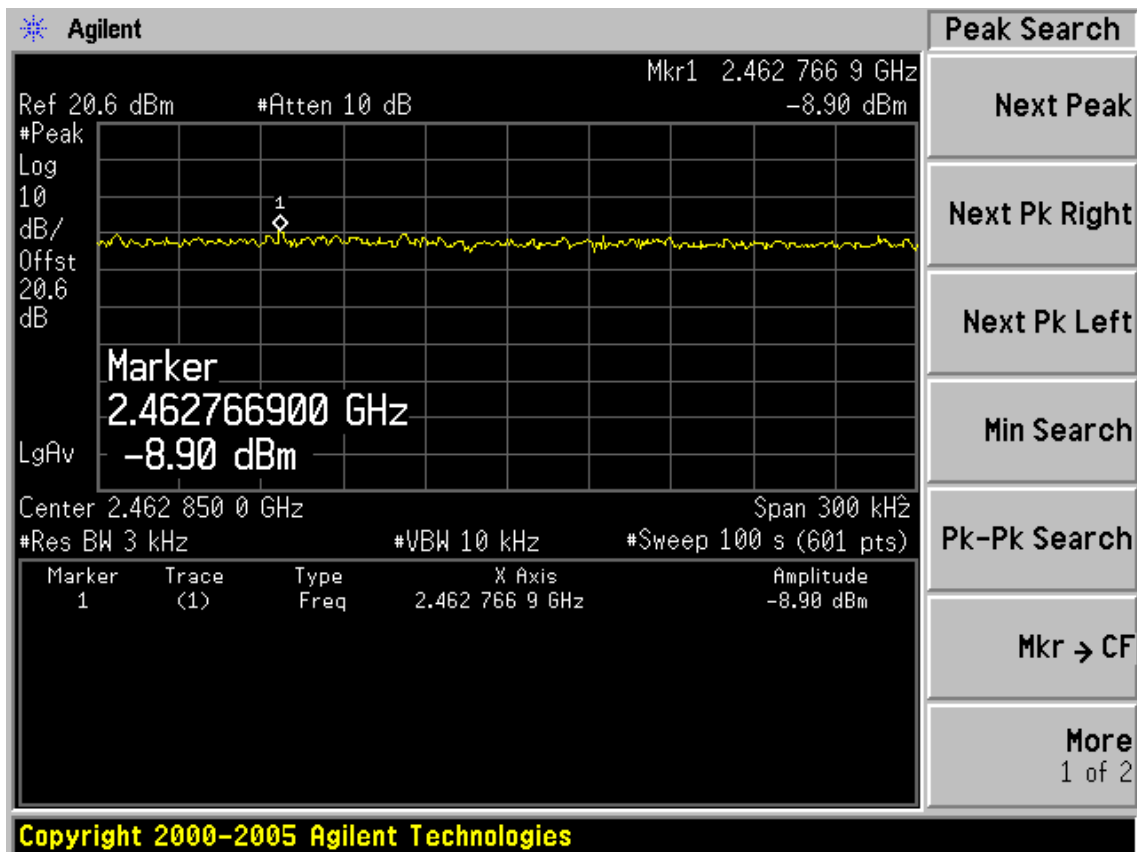 Agilent
Peak Search
Mkr1 2.462 766 9 GHz
Ref 20.6 dBm #Atten 10 dB -8.90 dBm
#Peak
Log
10
dB/
Offst
20.6
dB
1
Marker
2.462766900 GHz
-8.90 dBm
LgAv
Center 2.462 850 0 GHz Span 300 kHz
#Res BW 3 kHz #VBW 10 kHz #Sweep 100 s (601 pts)
Marker Trace Type X Axis Amplitude
1 (1) Freq 2.462 766 9 GHz -8.90 dBm
Next Peak
Next Pk Right
Next Pk Left
Min Search
Pk-Pk Search
Mkr → CF
More
1 of 2
Copyright 2000-2005 Agilent Technologies